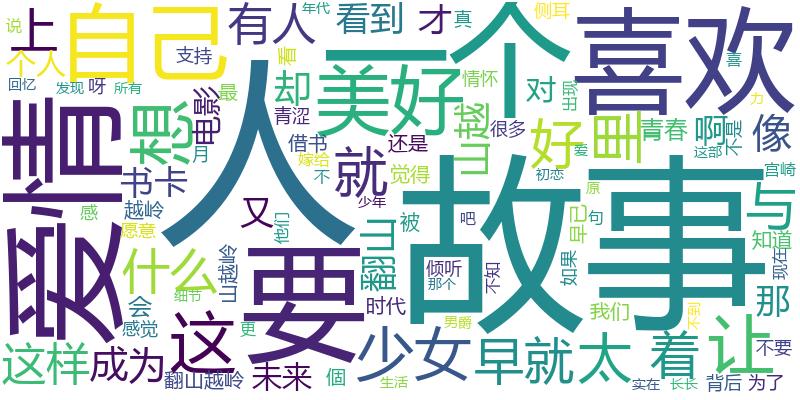 说
上
自己
有人
年代
看到
才
真
一个
侧耳
喜欢
个人
支持
看
回忆
发现
呀
所有
最
电影
却
美好
情怀
对
出现
喜
力
爱情
想
人
青涩
山越
很多
好
里
青春
啊
不是
像
月
借书
还是
嫁给
就
不
觉得
爱
这部
宫崎
书卡
初恋
原
感
越岭
又
少年
故事
与
愿意
他们
翻山
被
吧
早已
句
知道
什么
要
山越岭
倾听
那个
不知
如果
现在
细节
会
感觉
这
更
时代
我们
不到
那
男爵
让
这样
成为
少女
早就
太
着
不要
翻山越岭
未来
個
生活
实在
长长
背后
为了